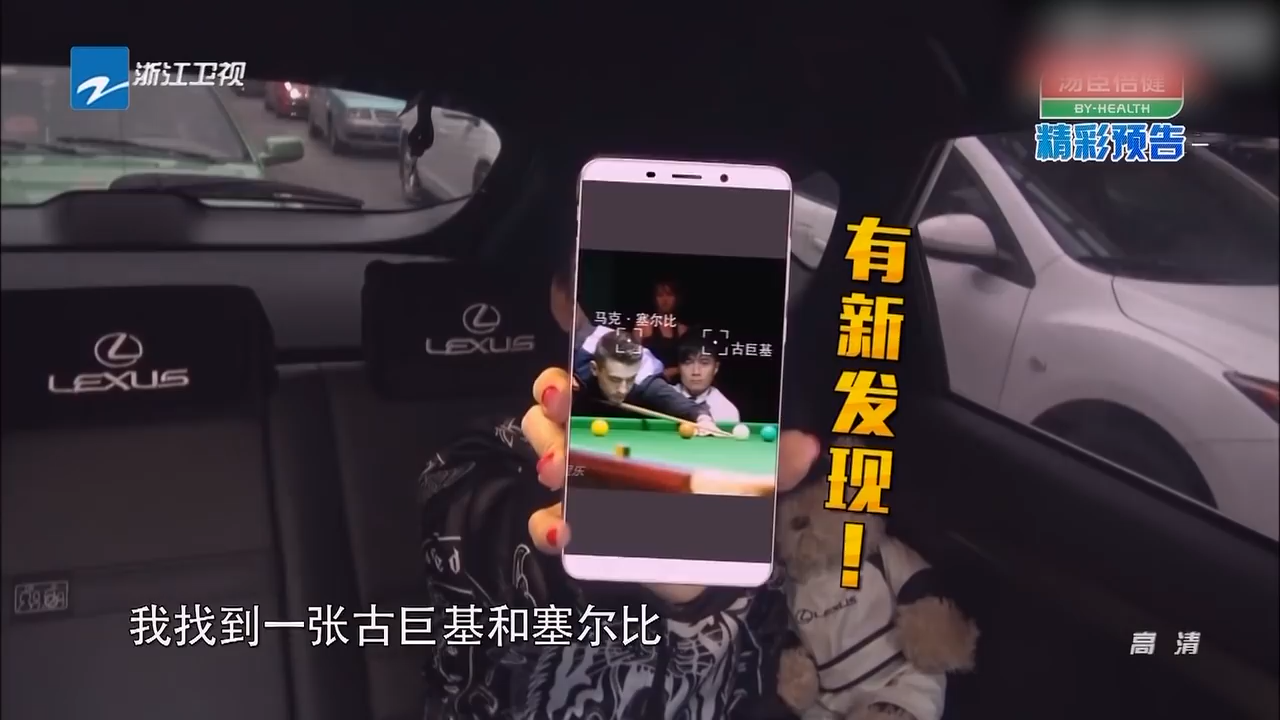 浙江卫视
汤臣倍健
BY-HEALTH
精彩预告
有新发现！
马克·塞尔比
古巨基
LEXUS
LEXUS
LEXUS
我找到一张古巨基和塞尔比
高清